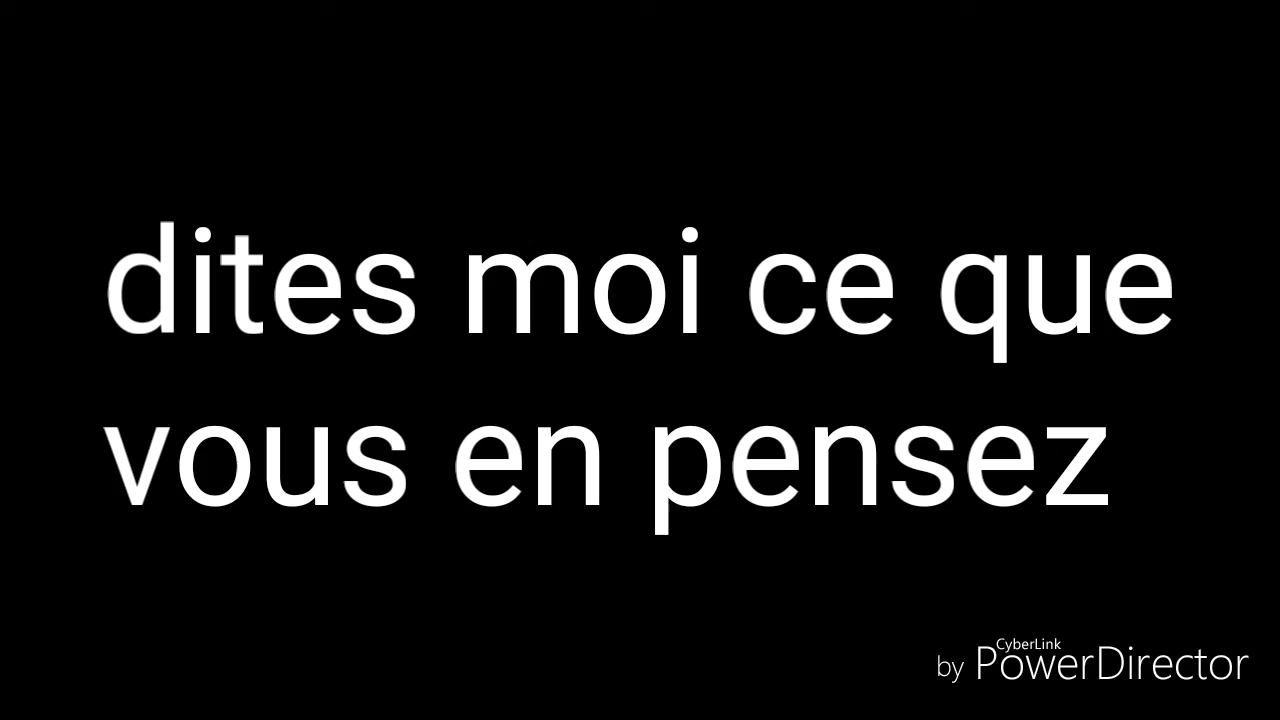 dites moi ce que
vous en pensez
CyberLink
by PowerDirector